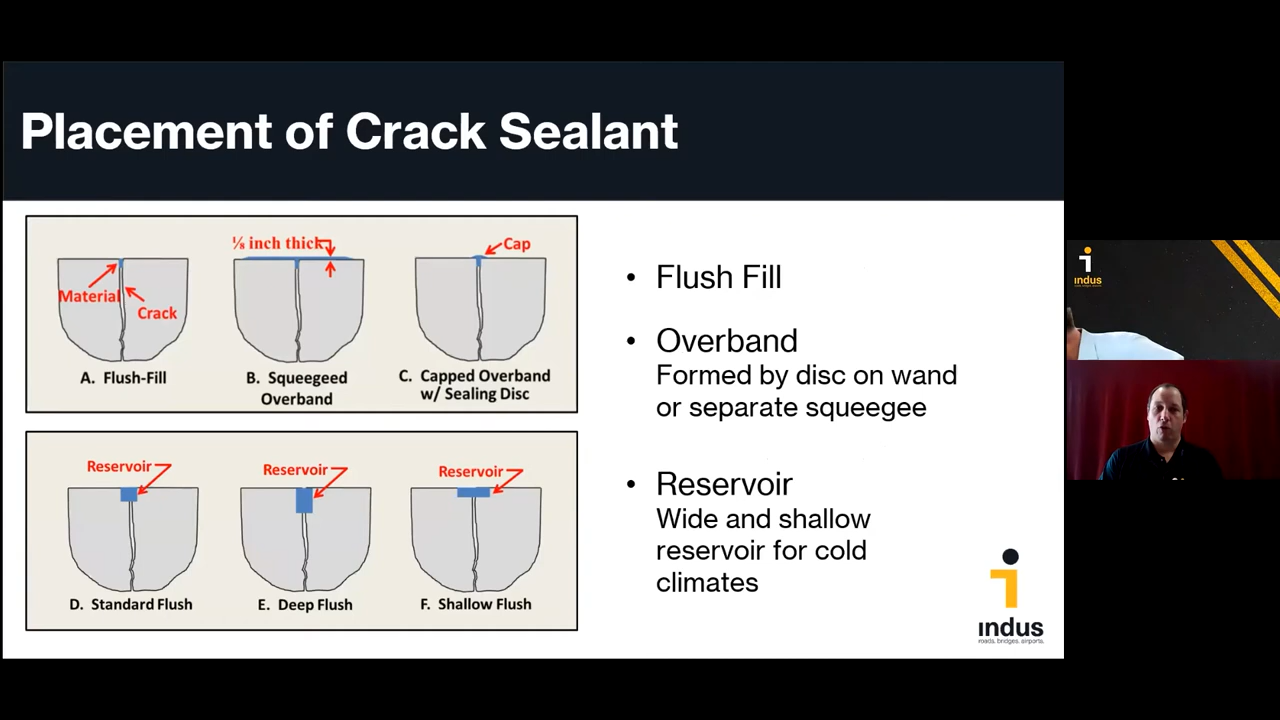 Placement of Crack Sealant
⅛ inch thick
Cap
Material
Crack
A. Flush-Fill
B. Squeegeed
Overband
C. Capped Overband
w/ Sealing Disc
Reservoir
Reservoir
Reservoir
D. Standard Flush
E. Deep Flush
F. Shallow Flush
• Flush Fill
• Overband
Formed by disc on wand
or separate squeegee
• Reservoir
Wide and shallow
reservoir for cold
climates
indus
roads. bridges. airports.
indus